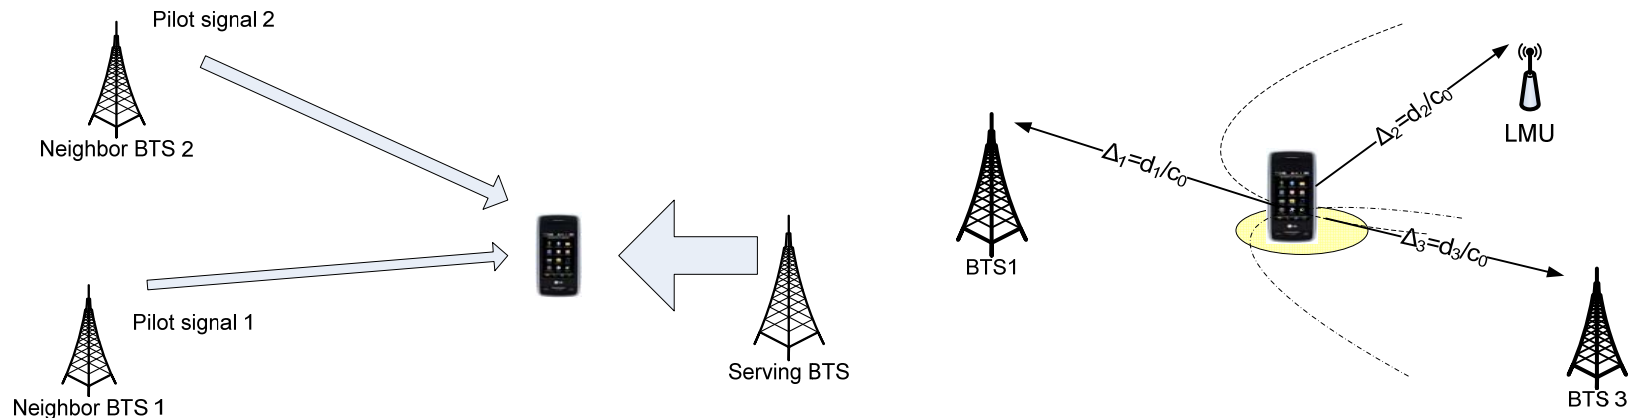 Pilot signal 2
Neighbor BTS 2
Pilot signal 1
Neighbor BTS 1
Serving BTS
Δ₁=d₁/c₀
BTS1
Δ₂=d₂/c₀
LMU
Δ₃=d₃/c₀
BTS 3